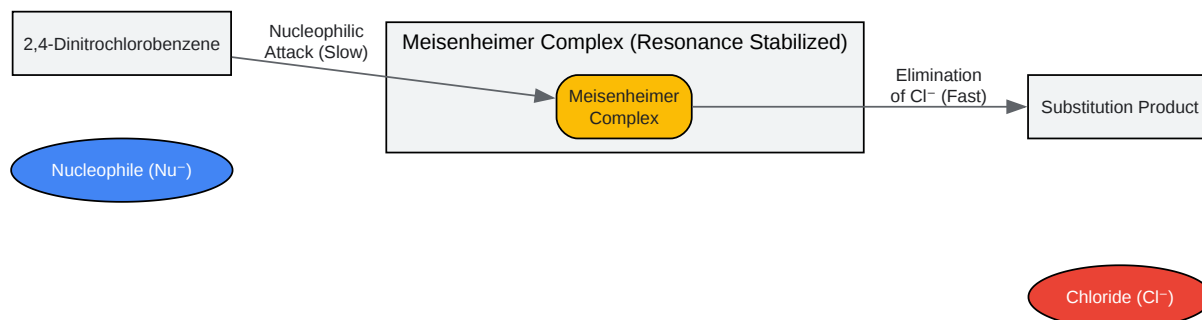 2,4-Dinitrochlorobenzene
Nucleophilic
Attack (Slow)
Meisenheimer Complex (Resonance Stabilized)
Meisenheimer
Complex
Elimination
of Cl⁻ (Fast)
Substitution Product
Nucleophile (Nu⁻)
Chloride (Cl⁻)